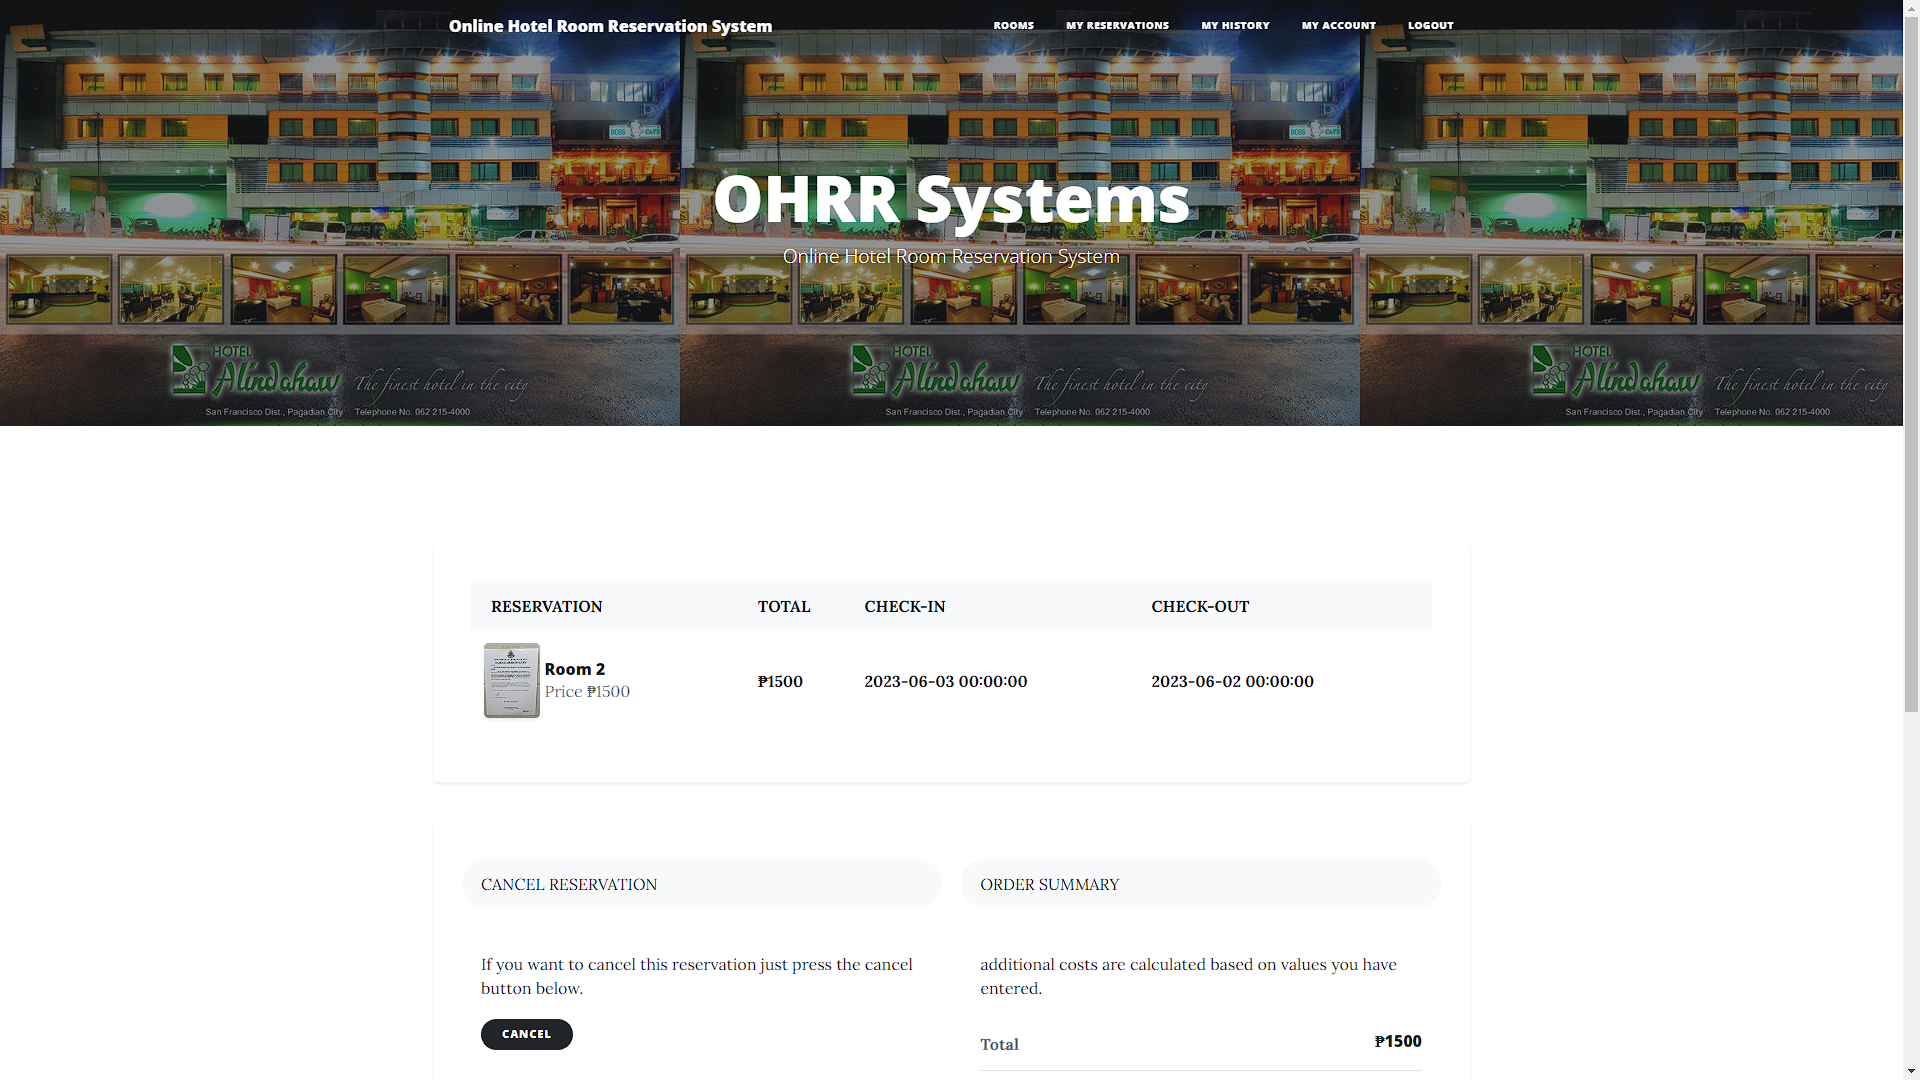 Online Hotel Room Reservation System
ROOMS MY RESERVATIONS MY HISTORY MY ACCOUNT LOGOUT
BOSS CAFE BOSS CAFE
OHRR Systems
Online Hotel Room Reservation System
HOTEL Alindahaw The finest hotel in the city
San Francisco Dist., Pagadian City Telephone No. 062 215-4000
HOTEL Alindahaw The finest hotel in the city
San Francisco Dist., Pagadian City Telephone No. 062 215-4000
HOTEL Alindahaw The finest hotel in the city
San Francisco Dist., Pagadian City Telephone No. 062 215-4000
RESERVATION TOTAL CHECK-IN CHECK-OUT
Room 2
Price ₱1500
₱1500 2023-06-03 00:00:00 2023-06-02 00:00:00
CANCEL RESERVATION
If you want to cancel this reservation just press the cancel
button below.
CANCEL
ORDER SUMMARY
additional costs are calculated based on values you have
entered.
Total ₱1500